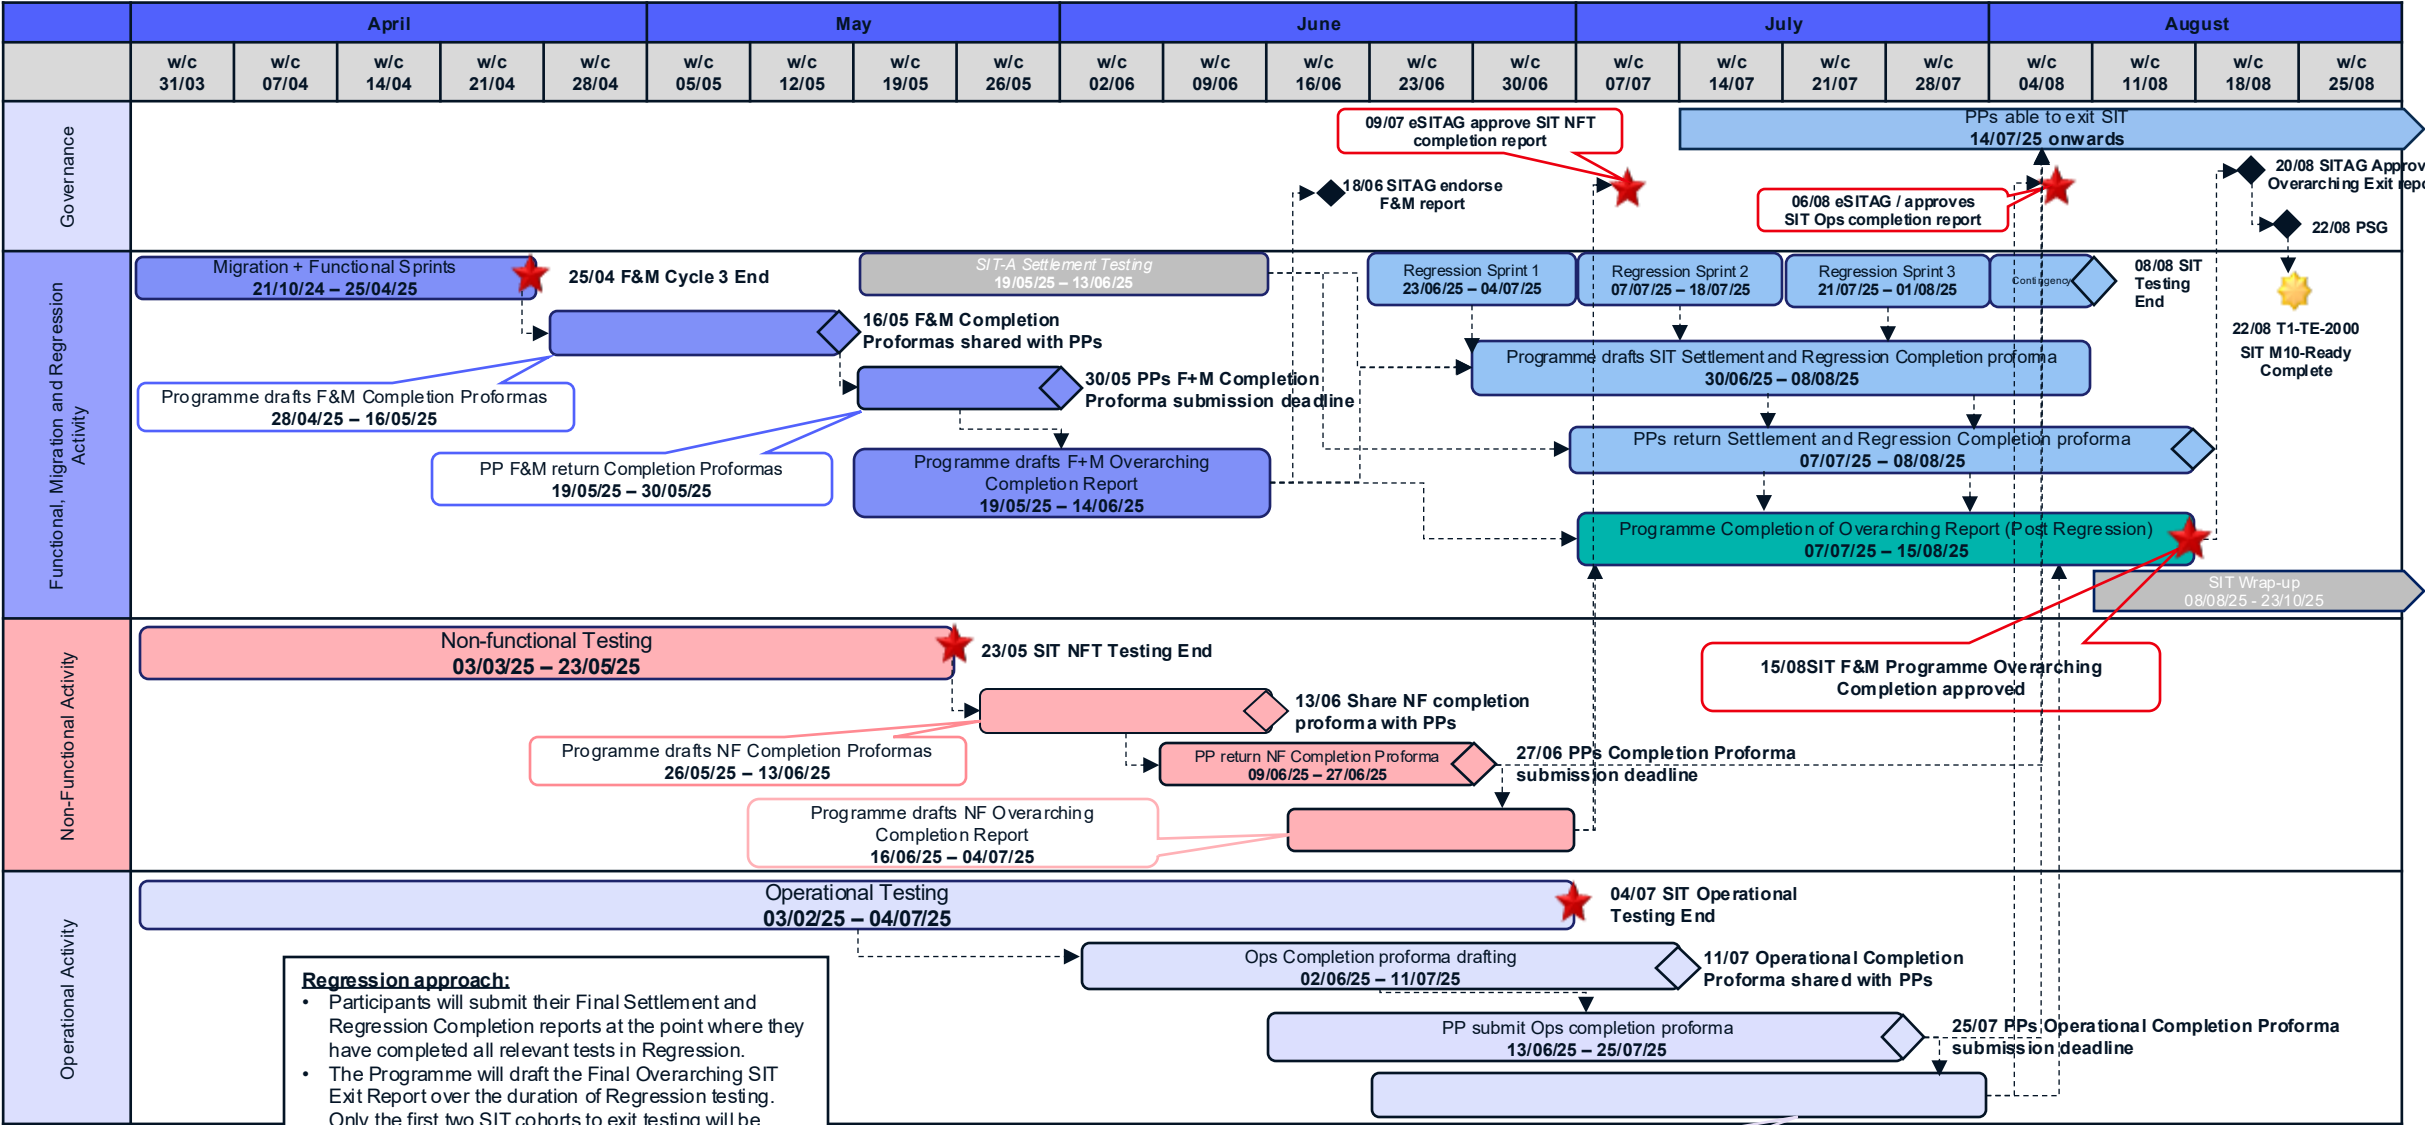 April
May
June
July
August
w/c
31/03
w/c
07/04
w/c
14/04
w/c
21/04
w/c
28/04
w/c
05/05
w/c
12/05
w/c
19/05
w/c
26/05
w/c
02/06
w/c
09/06
w/c
16/06
w/c
23/06
w/c
30/06
w/c
07/07
w/c
14/07
w/c
21/07
w/c
28/07
w/c
04/08
w/c
11/08
w/c
18/08
w/c
25/08
Governance
09/07 eSITAG approve SIT NFT
completion report
PPs able to exit SIT
14/07/25 onwards
18/06 SITAG endorse
F&M report
06/08 eSITAG / approves
SIT Ops completion report
20/08 SITAG Approv
Overarching Exit repo
22/08 PSG
Functional, Migration and Regression
Activity
Migration + Functional Sprints
21/10/24 – 25/04/25
25/04 F&M Cycle 3 End
SIT-A Settlement Testing
19/05/25 – 13/06/25
Regression Sprint 1
23/06/25 – 04/07/25
Regression Sprint 2
07/07/25 – 18/07/25
Regression Sprint 3
21/07/25 – 01/08/25
Contingency
08/08 SIT
Testing
End
16/05 F&M Completion
Proformas shared with PPs
22/08 T1-TE-2000
SIT M10-Ready
Complete
Programme drafts SIT Settlement and Regression Completion proforma
30/06/25 – 08/08/25
Programme drafts F&M Completion Proformas
28/04/25 – 16/05/25
30/05 PPs F+M Completion
Proforma submission deadline
PPs return Settlement and Regression Completion proforma
07/07/25 – 08/08/25
PP F&M return Completion Proformas
19/05/25 – 30/05/25
Programme drafts F+M Overarching
Completion Report
19/05/25 – 14/06/25
Programme Completion of Overarching Report (Post Regression)
07/07/25 – 15/08/25
SIT Wrap-up
08/08/25 - 23/10/25
Non-Functional Activity
Non-functional Testing
03/03/25 – 23/05/25
23/05 SIT NFT Testing End
15/08SIT F&M Programme Overarching
Completion approved
13/06 Share NF completion
proforma with PPs
Programme drafts NF Completion Proformas
26/05/25 – 13/06/25
PP return NF Completion Proforma
09/06/25 – 27/06/25
27/06 PPs Completion Proforma
submission deadline
Programme drafts NF Overarching
Completion Report
16/06/25 – 04/07/25
Operational Activity
Operational Testing
03/02/25 – 04/07/25
04/07 SIT Operational
Testing End
Ops Completion proforma drafting
02/06/25 – 11/07/25
11/07 Operational Completion
Proforma shared with PPs
PP submit Ops completion proforma
13/06/25 – 25/07/25
25/07 PPs Operational Completion Proforma
submission deadline
Regression approach:
• Participants will submit their Final Settlement and
Regression Completion reports at the point where they
have completed all relevant tests in Regression.
• The Programme will draft the Final Overarching SIT
Exit Report over the duration of Regression testing.
Only the first two SIT cohorts to exit testing will be